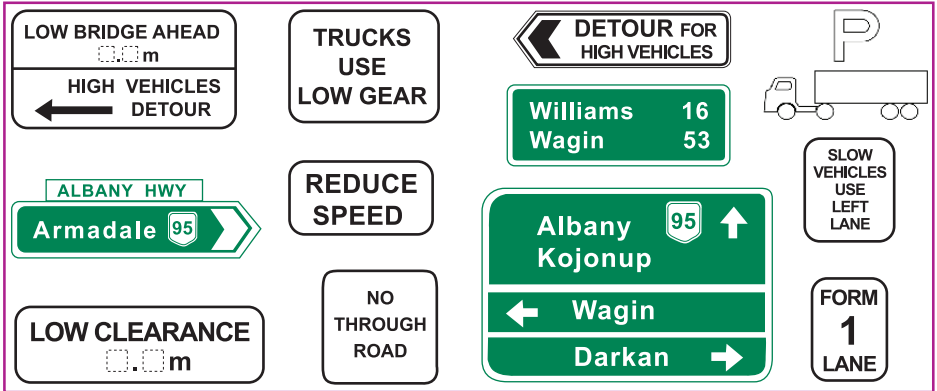 LOW BRIDGE AHEAD
. m
HIGH VEHICLES
DETOUR
TRUCKS
USE
LOW GEAR
DETOUR FOR
HIGH VEHICLES
P
Williams 16
Wagin 53
ALBANY HWY
Armadale 95
REDUCE
SPEED
SLOW
VEHICLES
USE
LEFT
LANE
Albany 95
Kojonup
Wagin
Darkan
LOW CLEARANCE
. m
NO
THROUGH
ROAD
FORM
1
LANE